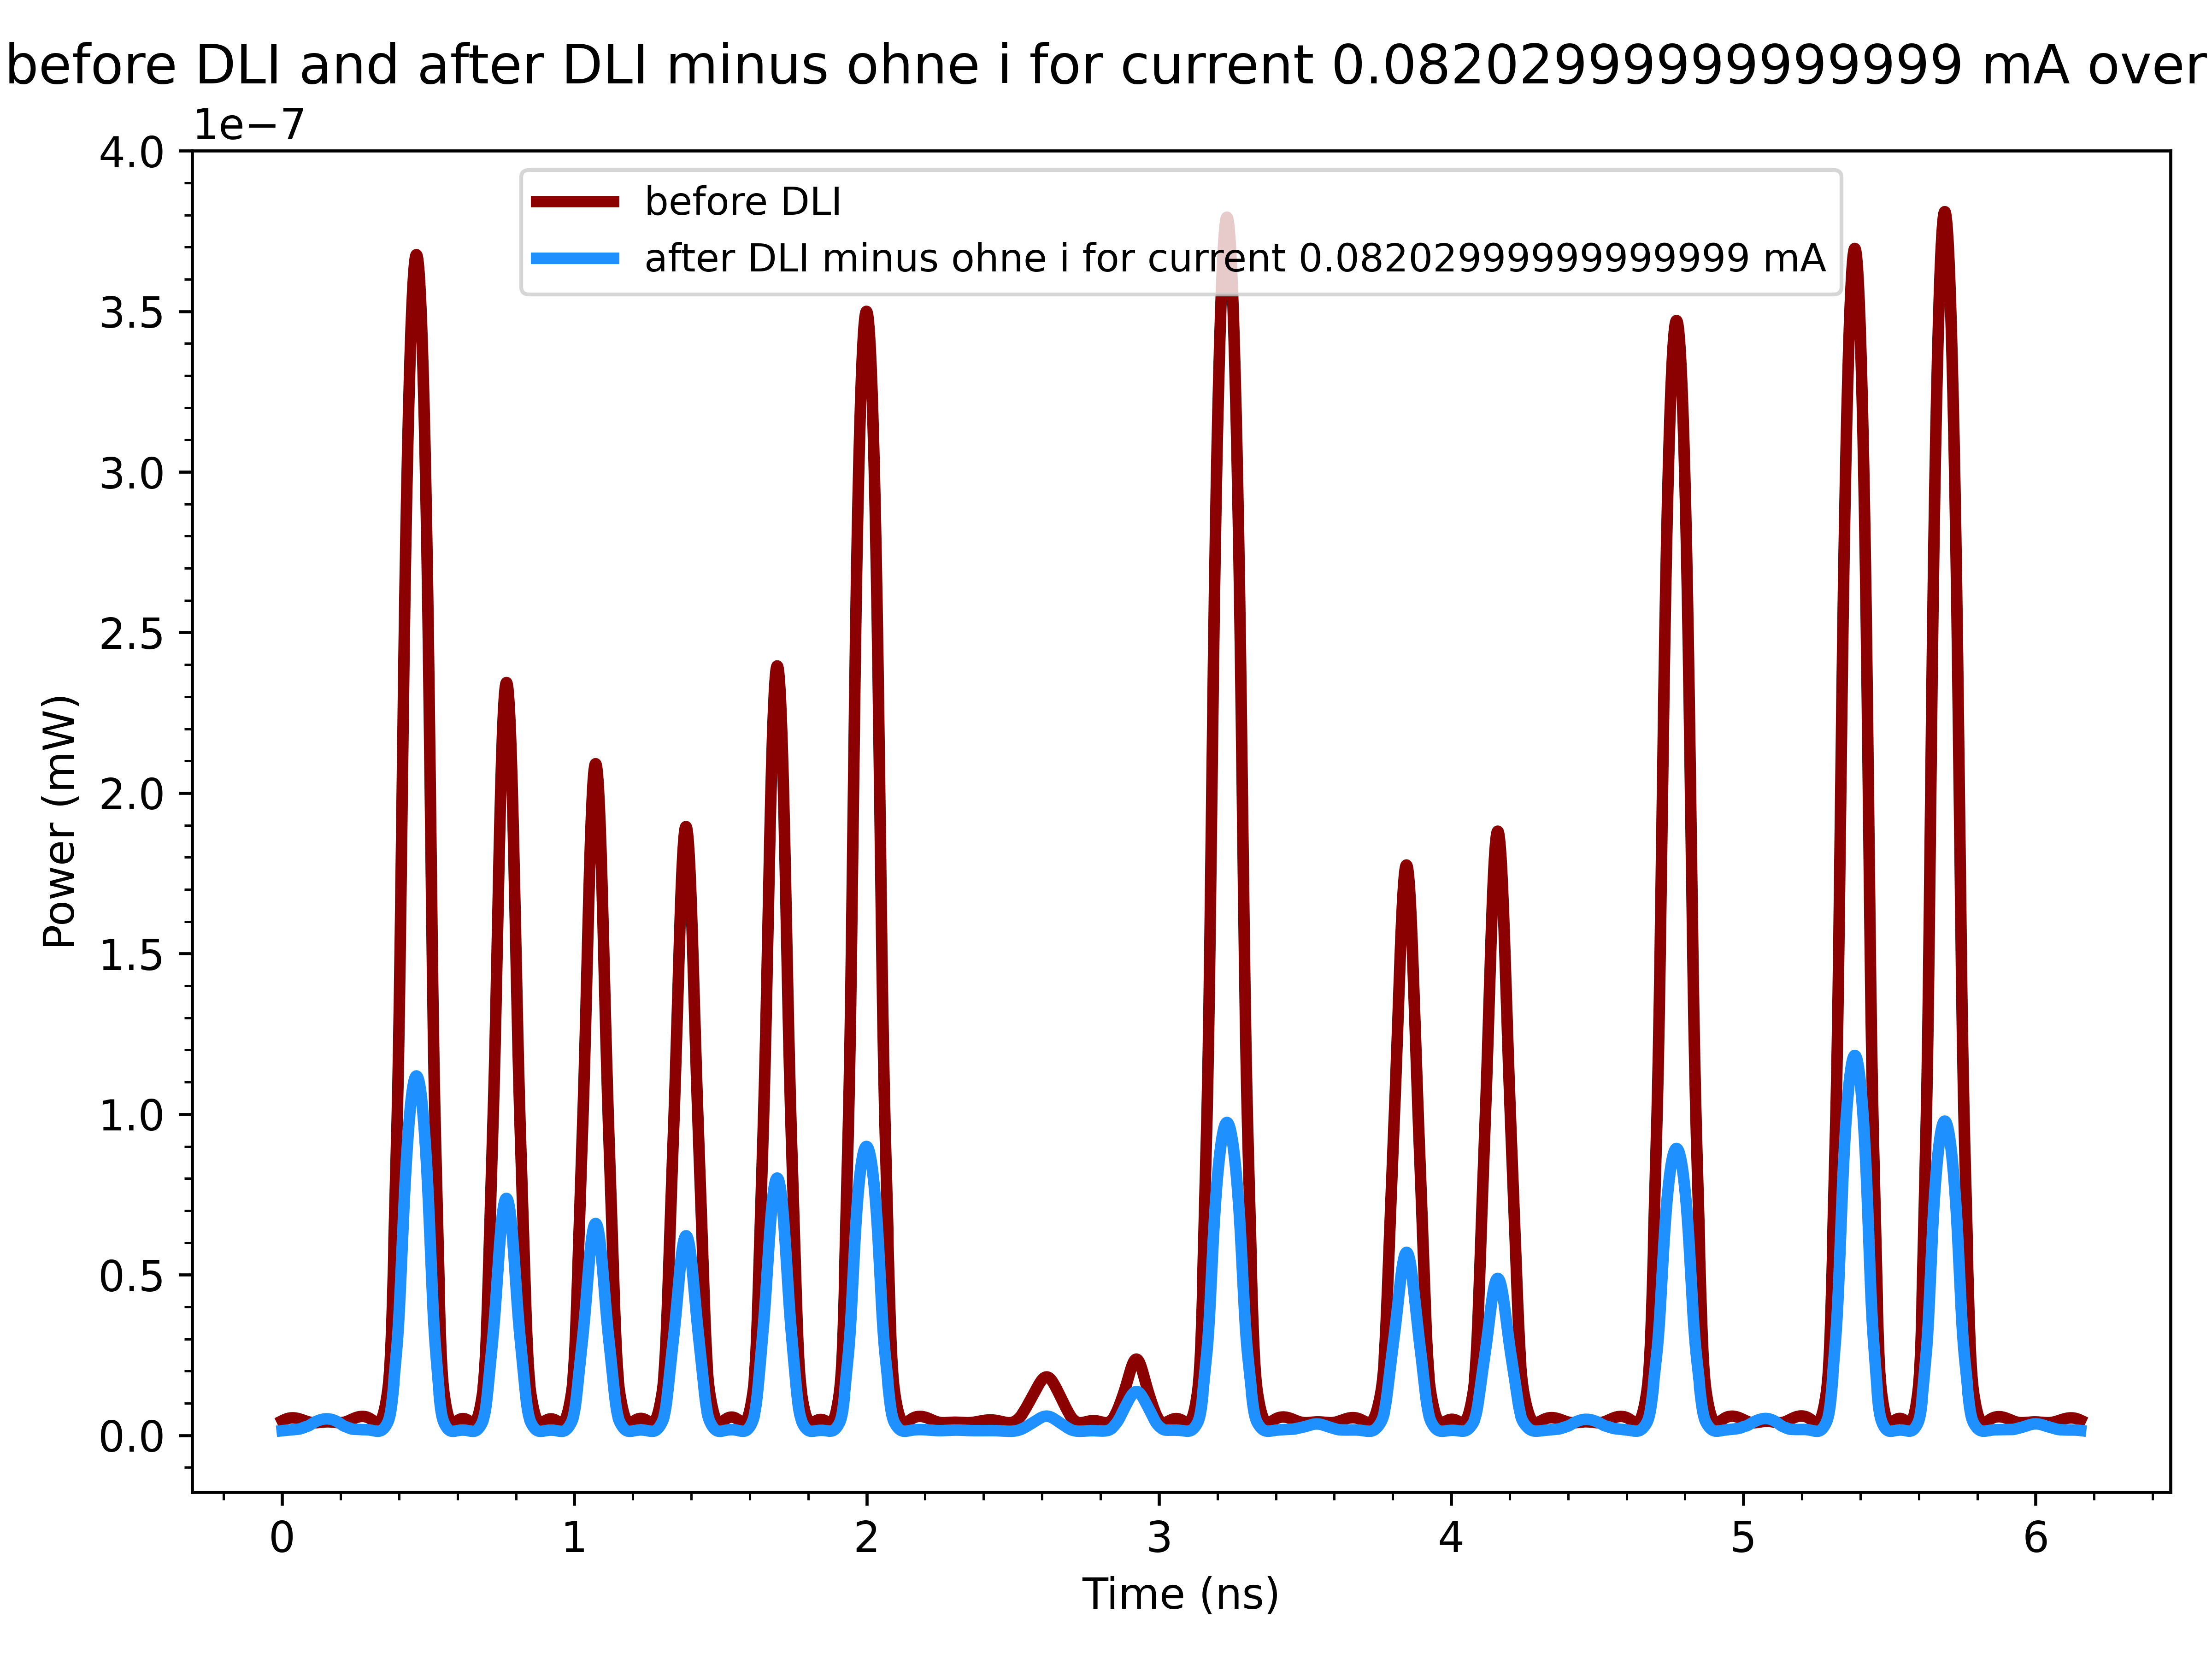 before DLI and after DLI minus ohne i for current 0.08202999999999999 mA over
1e−7
before DLI
after DLI minus ohne i for current 0.08202999999999999 mA
Power (mW)
4.0
3.5
3.0
2.5
2.0
1.5
1.0
0.5
0.0
0 1 2 3 4 5 6
Time (ns)